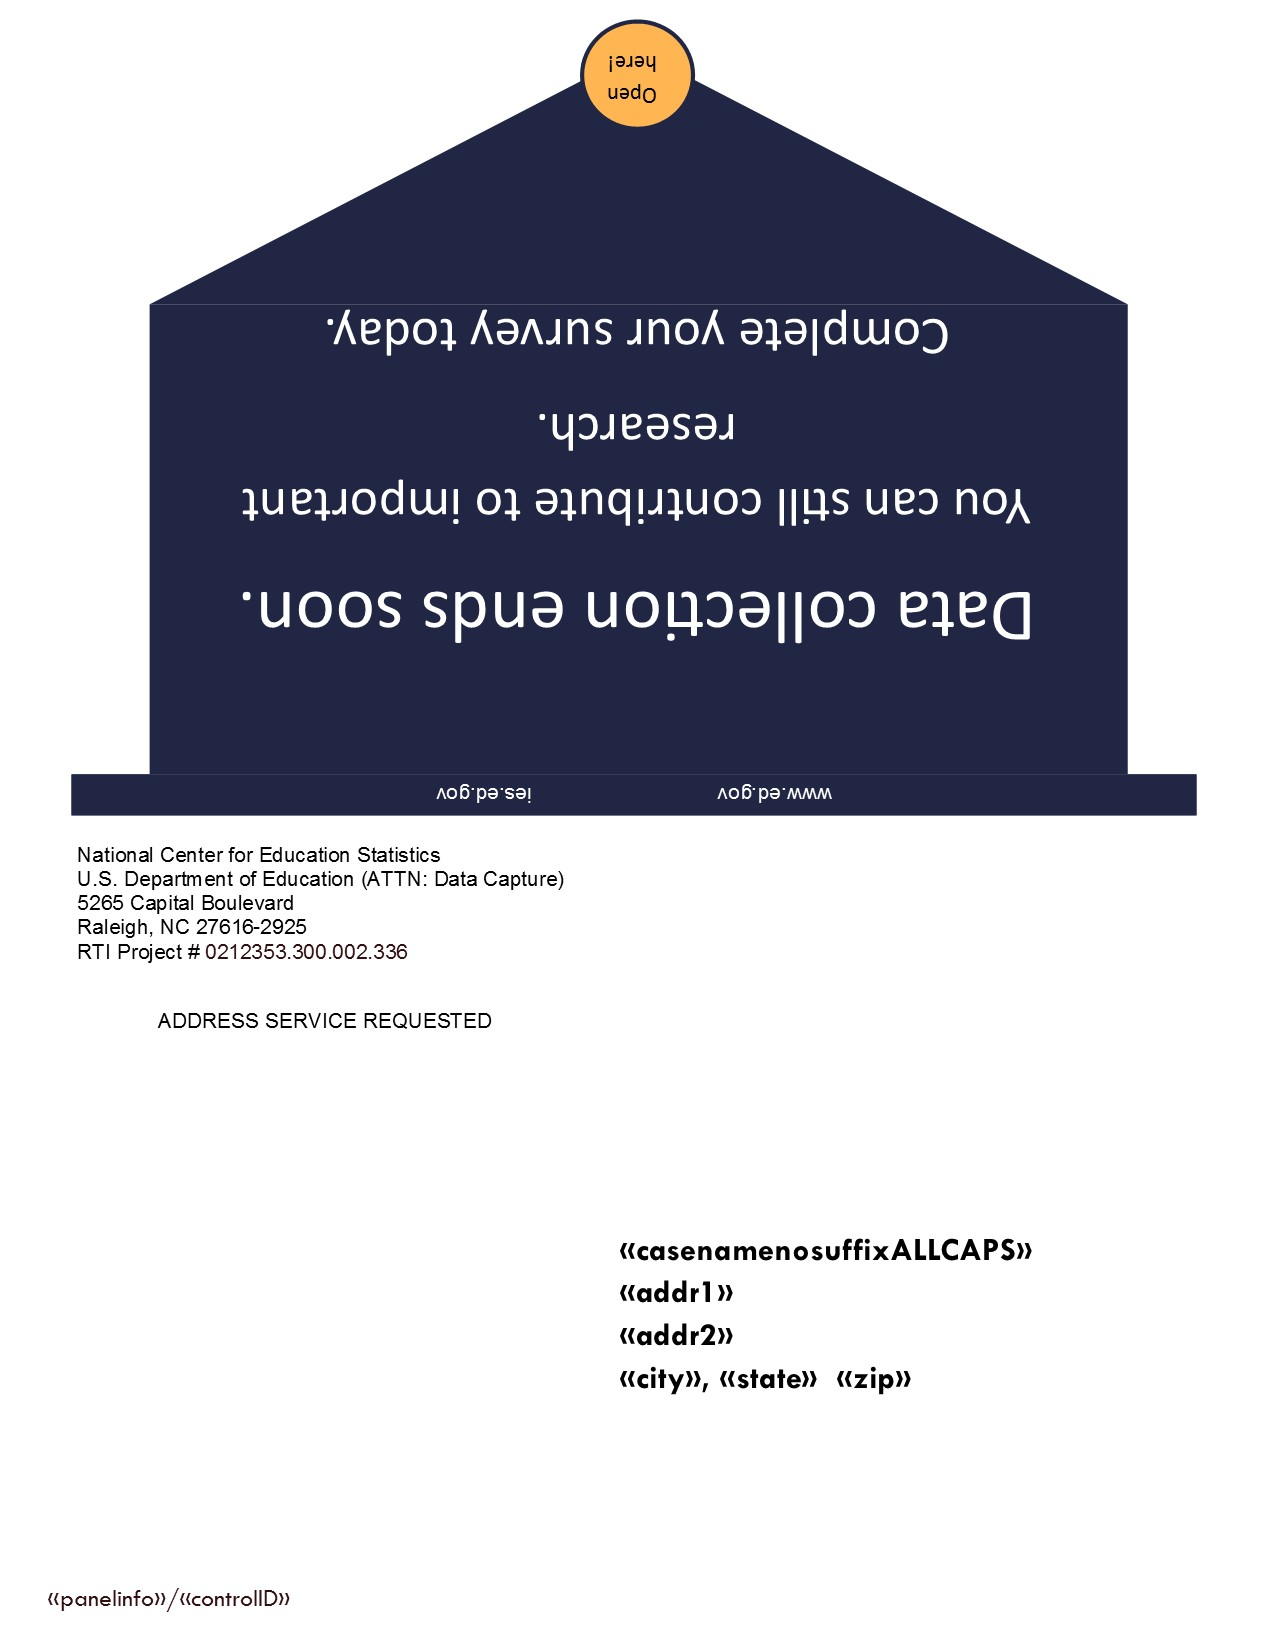 www.ed.gov ies.ed.gov
Data collection ends soon.
You can still contribute to important
research.
Complete your survey today.
Open
here!
National Center for Education Statistics
U.S. Department of Education (ATTN: Data Capture)
5265 Capital Boulevard
Raleigh, NC 27616-2925
RTI Project # 0212353.300.002.336
ADDRESS SERVICE REQUESTED
«casenamenosuffixALLCAPS»
«addr1»
«addr2»
«city», «state» «zip»
«panelinfo»/«controlID»